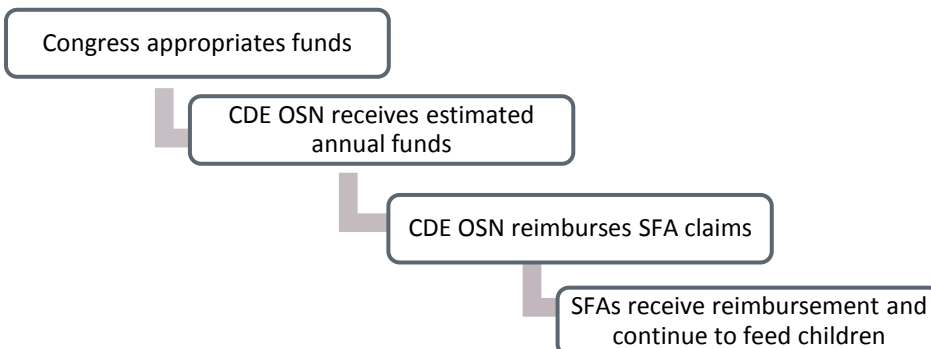 Congress appropriates funds
CDE OSN receives estimated
annual funds
CDE OSN reimburses SFA claims
SFAs receive reimbursement and
continue to feed children